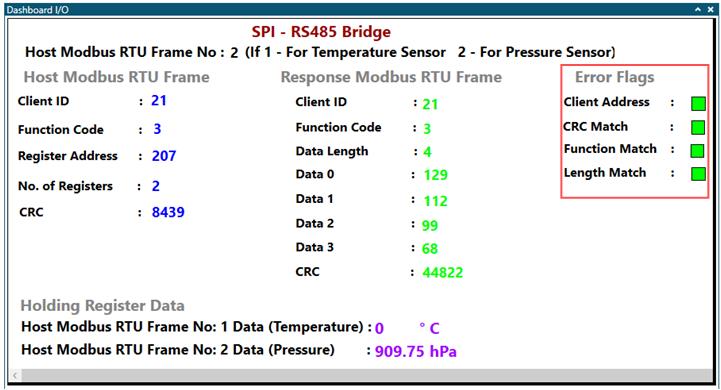 Dashboard I/O
SPI - RS485 Bridge
Host Modbus RTU Frame No : 2 (If 1 - For Temperature Sensor 2 - For Pressure Sensor)
Host Modbus RTU Frame
Client ID : 21
Function Code : 3
Register Address : 207
No. of Registers : 2
CRC : 8439
Response Modbus RTU Frame
Client ID : 21
Function Code : 3
Data Length : 4
Data 0 : 129
Data 1 : 112
Data 2 : 99
Data 3 : 68
CRC : 44822
Error Flags
Client Address :
CRC Match :
Function Match :
Length Match :
Holding Register Data
Host Modbus RTU Frame No: 1 Data (Temperature) : 0 ° C
Host Modbus RTU Frame No: 2 Data (Pressure) : 909.75 hPa